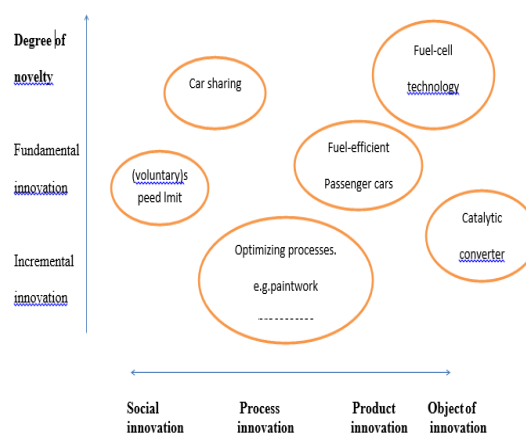 Degree of
novelty
Fundamental
innovation
Incremental
innovation
Car sharing
Fuel-cell
technology
(voluntary)s
peed lmit
Fuel-efficient
Passenger cars
Catalytic
converter
Optimizing processes.
e.g.paintwork
Social
innovation
Process
innovation
Product
innovation
Object of
innovation